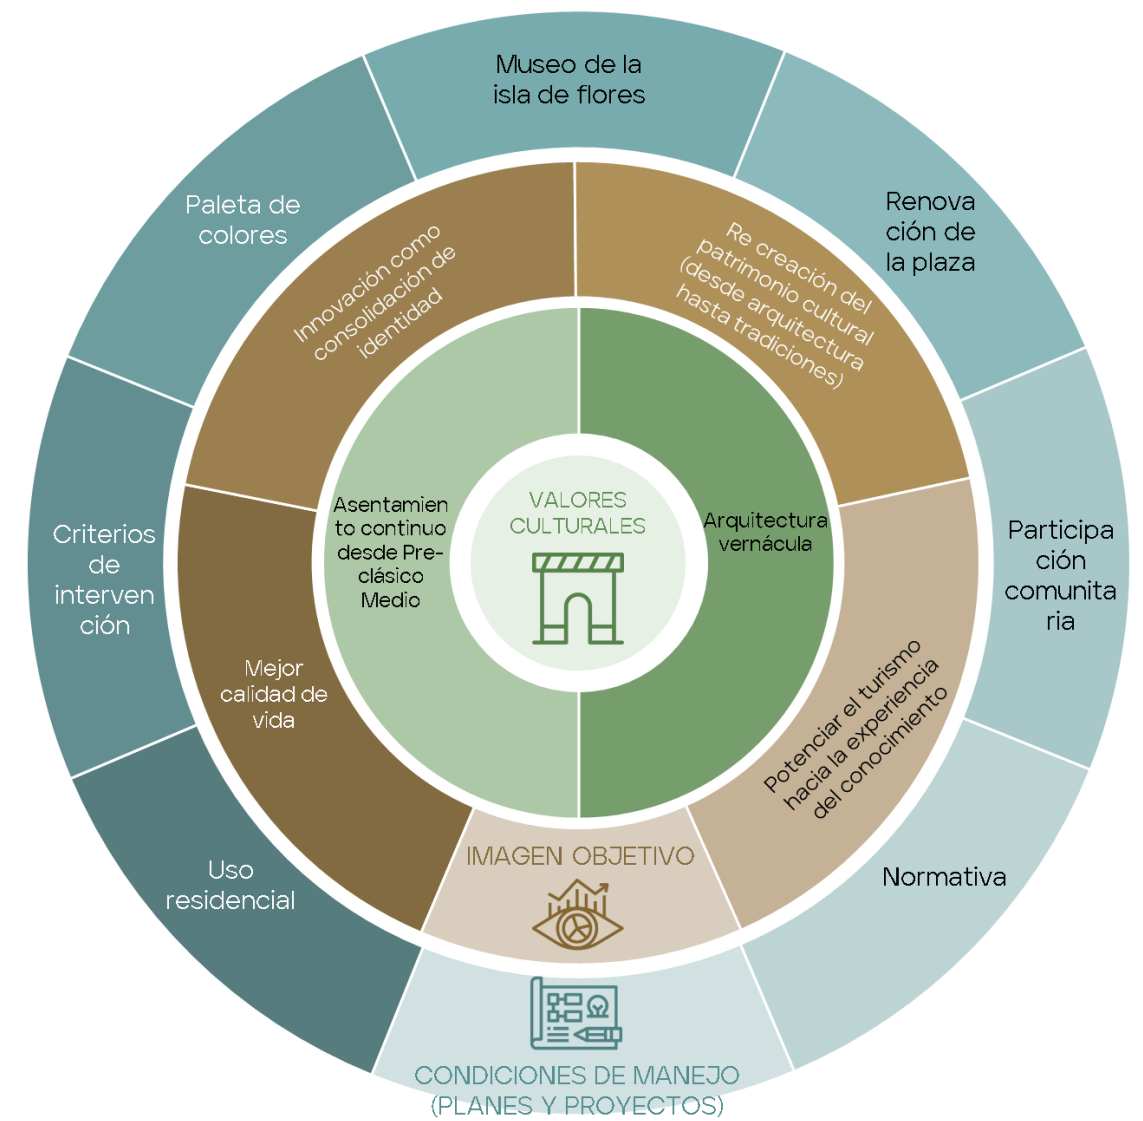 Museo de la
isla de flores
Paleta de
colores
Renova
ción de
la plaza
Innovación como
consolidación de
identidad
Re creación del
patrimonio cultural
(desde arquitectura
hasta tradiciones)
VALORES
CULTURALES
Asentamien
to continuo
desde Pre-
clásico
Medio
Arquitectura
vernácula
Criterios
de
interven
ción
Participa
ción
comunita
ria
Mejor
calidad de
vida
Potenciar el turismo
hacia la experiencia
del conocimiento
IMAGEN OBJETIVO
Uso
residencial
Normativa
CONDICIONES DE MANEJO
(PLANES Y PROYECTOS)